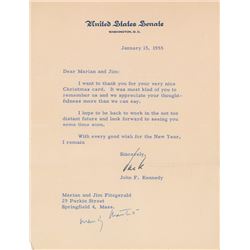 United States Senate
WASHINGTON, D. C.
January 15, 1955
Dear Marian and Jim:
I want to thank you for your very nice
Christmas card. It was most kind of you to
remember us and we appreciate your thought-
fulness more than we can say.
I hope to be back to work in the not too
distant future and look forward to seeing you
some time soon.
With every good wish for the New Year,
I remain
Sincerely,
Jack
John F. Kennedy
Marian and Jim Fitzgerald
29 Parkin Street
Springfield 4, Mass.